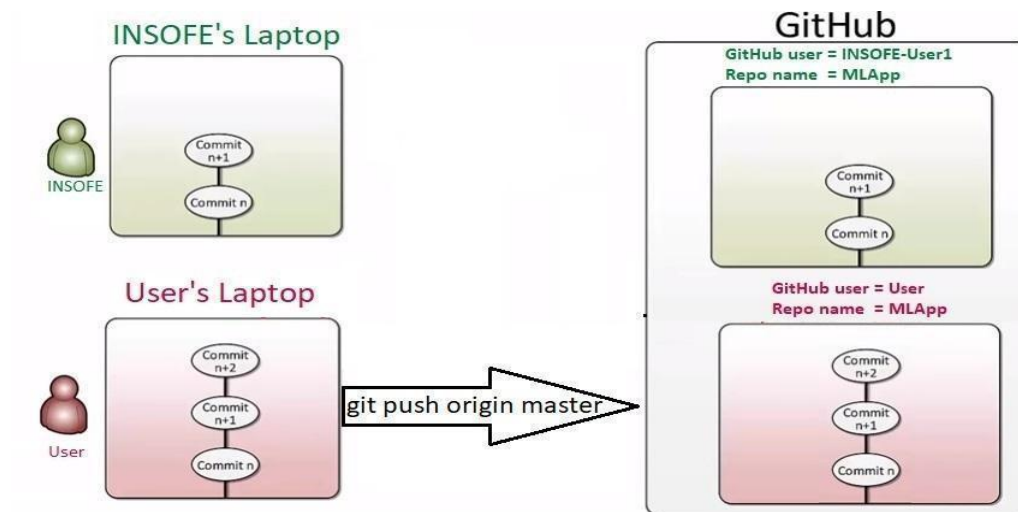 INSOFE's Laptop
Commit
n+1
Commit n
INSOFE
GitHub
GitHub user = INSOFE-User1
Repo name = MLApp
Commit
n+1
Commit n
User's Laptop
Commit
n+2
Commit
n+1
Commit n
User
git push origin master
GitHub user = User
Repo name = MLApp
Commit
n+2
Commit
n+1
Commit n